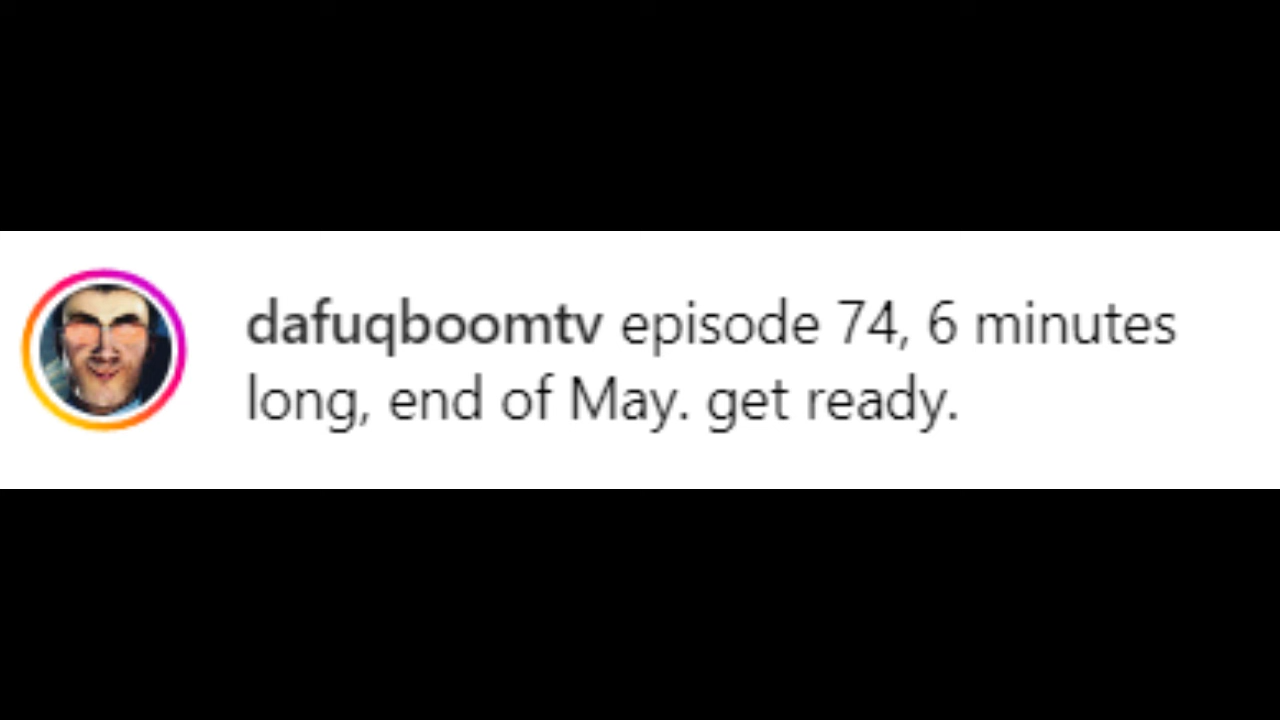 dafuqboomtv episode 74, 6 minutes
long, end of May. get ready.